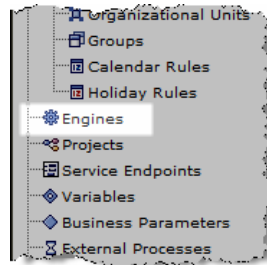 Organizational Units
Groups
Calendar Rules
Holiday Rules
Engines
Projects
Service Endpoints
Variables
Business Parameters
External Processes